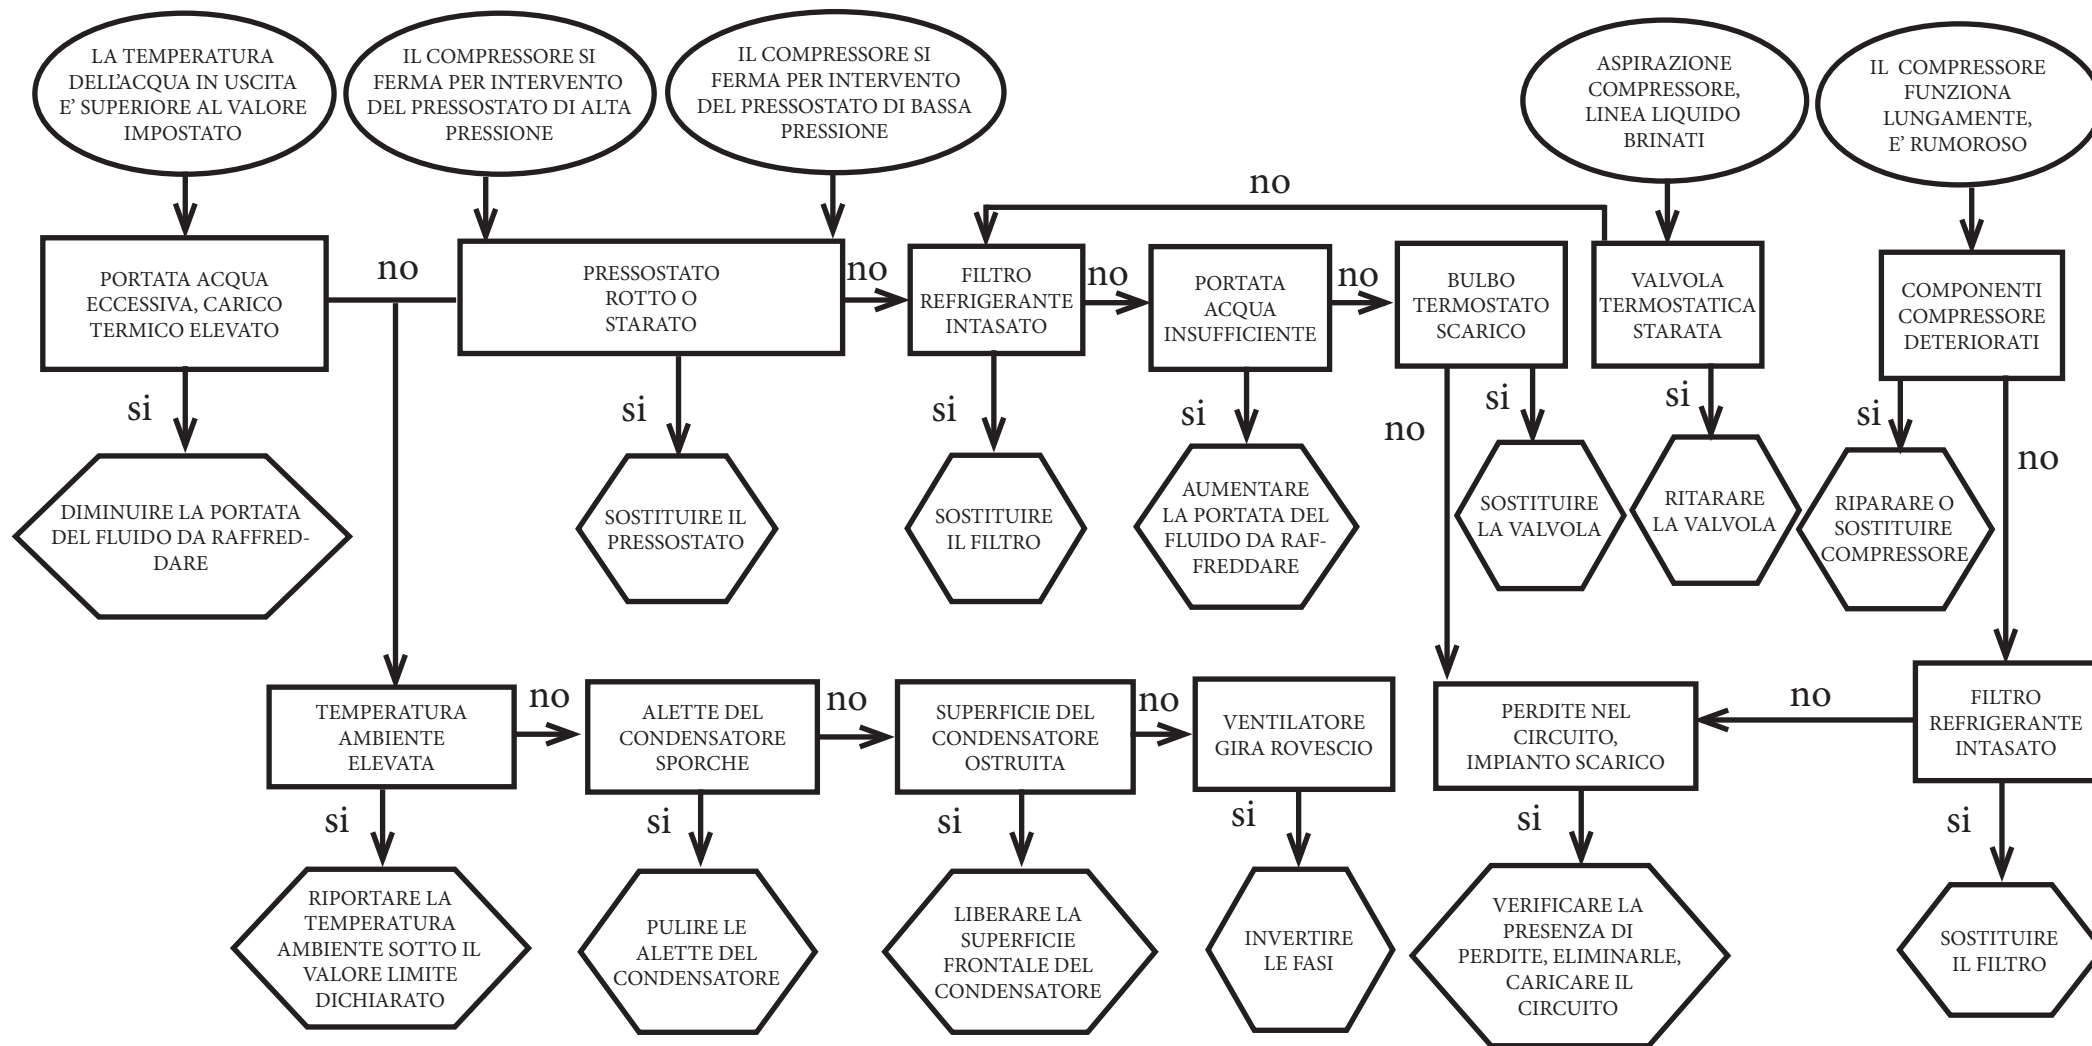 LA TEMPERATURA
DELL'ACQUA IN USCITA
E' SUPERIORE AL VALORE
IMPOSTATO
IL COMPRESSORE SI
FERMA PER INTERVENTO
DEL PRESSOSTATO DI ALTA
PRESSIONE
IL COMPRESSORE SI
FERMA PER INTERVENTO
DEL PRESSOSTATO DI BASSA
PRESSIONE
ASPIRAZIONE
COMPRESSORE,
LINEA LIQUIDO
BRINATI
IL COMPRESSORE
FUNZIONA
LUNGAMENTE,
E' RUMOROSO
no
PORTATA ACQUA
ECCESSIVA, CARICO
TERMICO ELEVATO
no
PRESSOSTATO
ROTTO O
STARATO
no
FILTRO
REFRIGERANTE
INTASATO
no
PORTATA
ACQUA
INSUFFICIENTE
no
BULBO
TERMOSTATO
SCARICO
VALVOLA
TERMOSTATICA
STARATA
COMPONENTI
COMPRESSORE
DETERIORATI
si
si
si
si
no
si
si
si
no
DIMINUIRE LA PORTATA
DEL FLUIDO DA RAFFRED-
DARE
SOSTITUIRE IL
PRESSOSTATO
SOSTITUIRE
IL FILTRO
AUMENTARE
LA PORTATA DEL
FLUIDO DA RAF-
FREDDARE
SOSTITUIRE
LA VALVOLA
RITARARE
LA VALVOLA
RIPARARE O
SOSTITUIRE
COMPRESSORE
TEMPERATURA
AMBIENTE
ELEVATA
no
ALETTE DEL
CONDENSATORE
SPORCHE
no
SUPERFICIE DEL
CONDENSATORE
OSTRUITA
no
VENTILATORE
GIRA ROVESCIO
PERDITE NEL
CIRCUITO,
IMPIANTO SCARICO
no
FILTRO
REFRIGERANTE
INTASATO
si
si
si
si
si
si
RIPORTARE LA
TEMPERATURA
AMBIENTE SOTTO IL
VALORE LIMITE
DICHIARATO
PULIRE LE
ALETTE DEL
CONDENSATORE
LIBERARE LA
SUPERFICIE
FRONTALE DEL
CONDENSATORE
INVERTIRE
LE FASI
VERIFICARE LA
PRESENZA DI
PERDITE, ELIMINARLE,
CARICARE IL
CIRCUITO
SOSTITUIRE
IL FILTRO